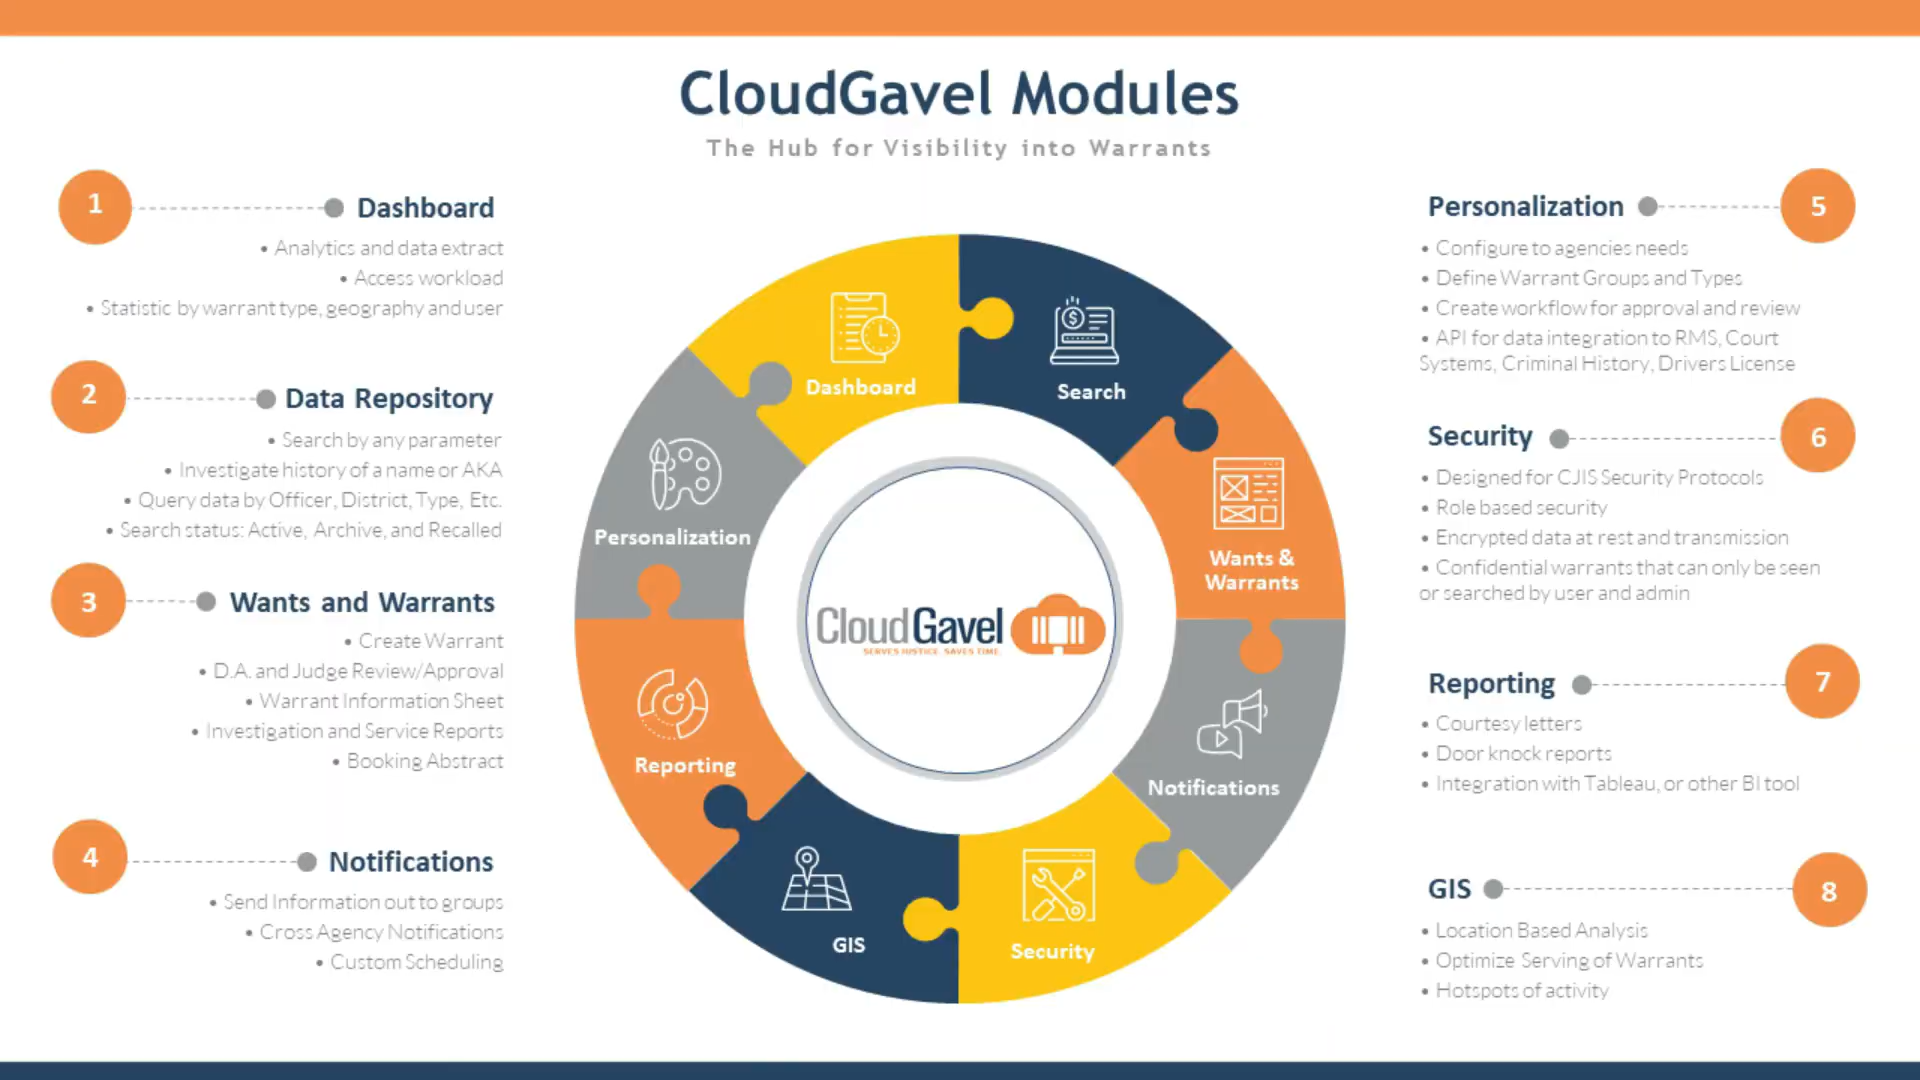 CloudGavel Modules
The Hub for Visibility into Warrants
1
Dashboard
• Analytics and data extract
• Access workload
• Statistic by warrant type, geography and user
2
Data Repository
• Search by any parameter
• Investigate history of a name or AKA
• Query data by Officer, District, Type, Etc.
• Search status: Active, Archive, and Recalled
3
Wants and Warrants
• Create Warrant
• D.A. and Judge Review/Approval
• Warrant Information Sheet
• Investigation and Service Reports
• Booking Abstract
4
Notifications
• Send Information out to groups
• Cross Agency Notifications
• Custom Scheduling
Dashboard
Search
Personalization
Wants &
Warrants
CloudGavel
SERVES JUSTICE. SAVES TIME.
Reporting
Notifications
GIS
Security
Personalization
5
• Configure to agencies needs
• Define Warrant Groups and Types
• Create workflow for approval and review
• API for data integration to RMS, Court
Systems, Criminal History, Drivers License
Security
6
• Designed for CJIS Security Protocols
• Role based security
• Encrypted data at rest and transmission
• Confidential warrants that can only be seen
or searched by user and admin
Reporting
7
• Courtesy letters
• Door knock reports
• Integration with Tableau, or other BI tool
GIS
8
• Location Based Analysis
• Optimize Serving of Warrants
• Hotspots of activity